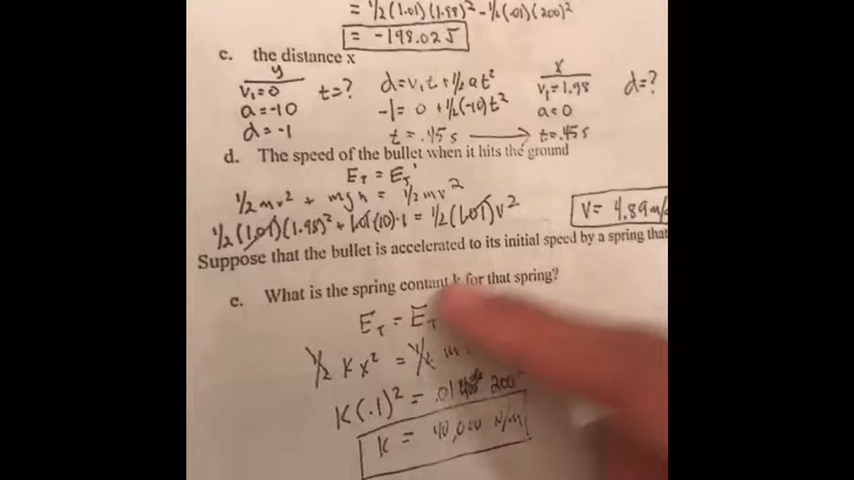 = ½(1.01)(1.98)² - ½(.01)(200)²
= -198.02J
c. the distance x
y
v₁=0
a=-10
d=-1
t=?
d=v₁t+½at²
-1=0+½(-10)t²
t=.45s
x
v₁=1.98
a=0
t=.45s
d=?
d. The speed of the bullet when it hits the ground
E_T = E_T'
½mv² + mgh = ½mv²
½(1.01)(1.98)² + 1.01(10)·1 = ½(1.01)v²
V= 4.89m/
Suppose that the bullet is accelerated to its initial speed by a spring that
e. What is the spring contant k for that spring?
E_T = E_T
½ kx² = ½ m
K(.1)² = .01 200
K = 40,000 N/m